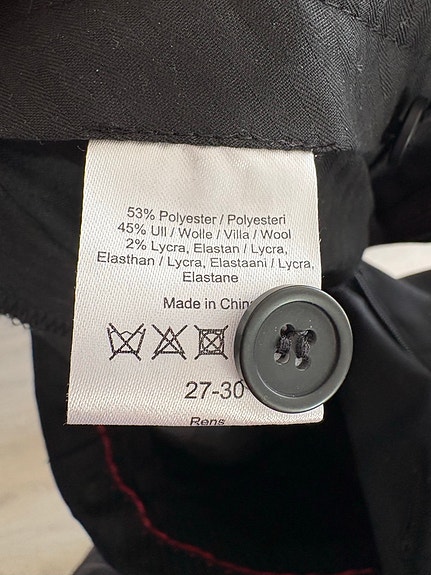 53% Polyester / Polyesteri
45% Ull / Wolle / Villa / Wool
2% Lycra, Elastan / Lycra,
Elasthan / Lycra, Elastaani / Lycra,
Elastane
Made in
27-30
Rens